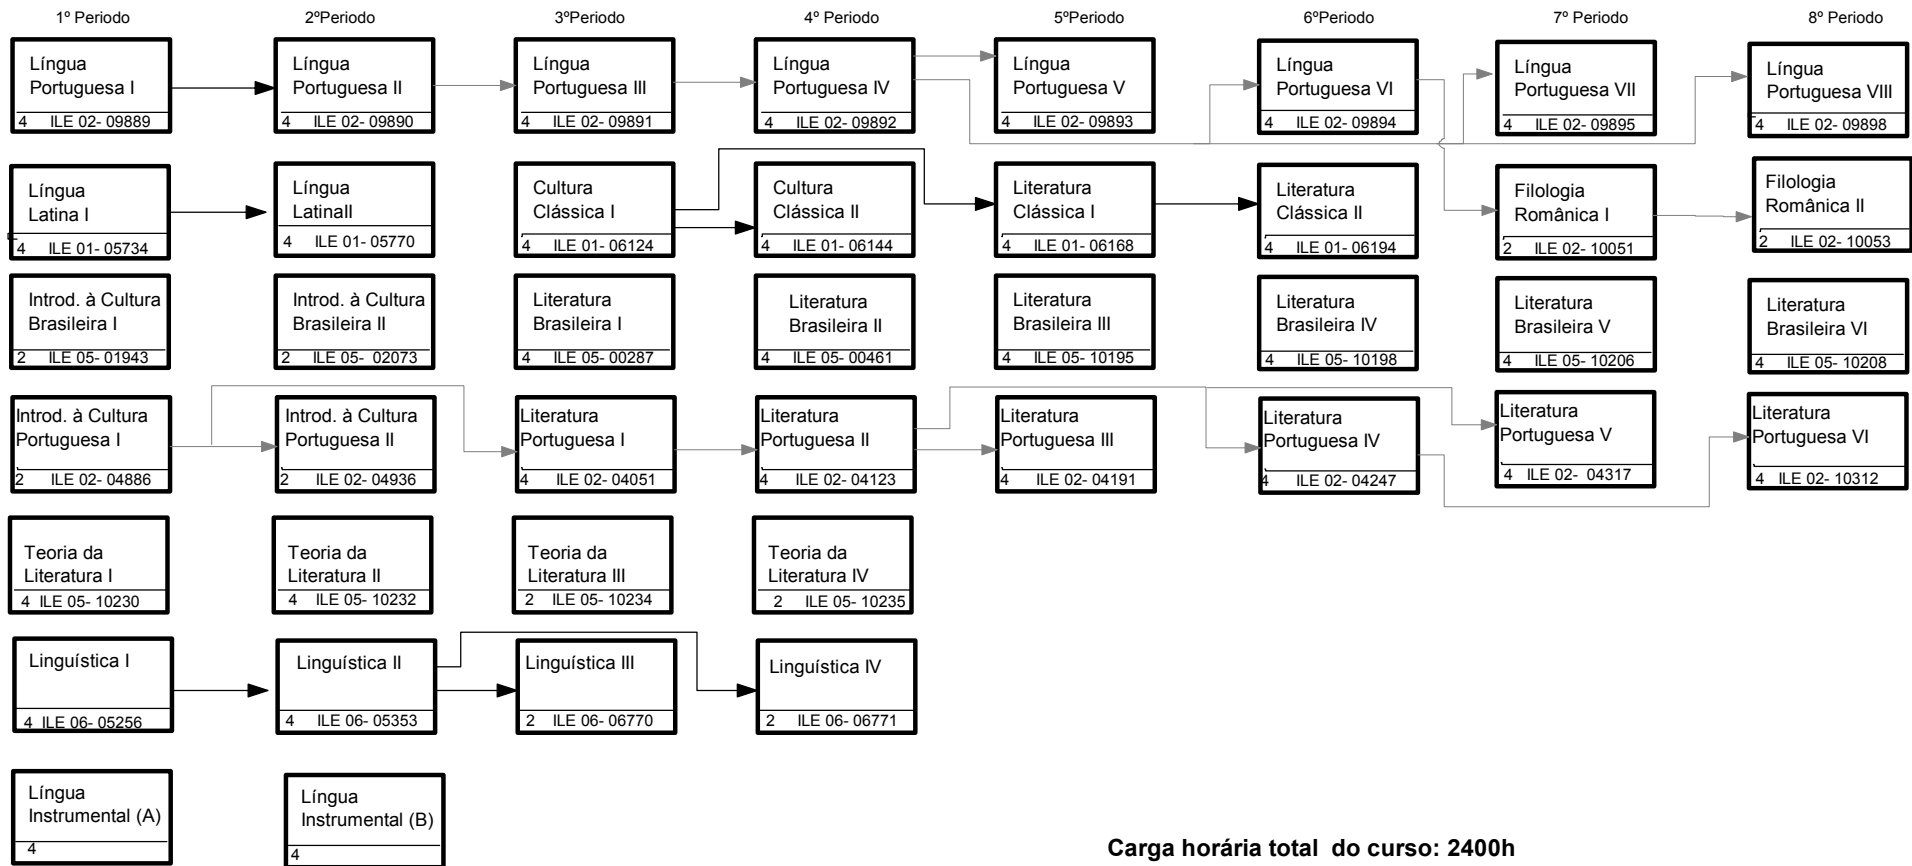 1º Periodo
2ºPeriodo
3ºPeriodo
4º Periodo
5ºPeriodo
6ºPeriodo
7º Periodo
8º Periodo
Língua
Portuguesa I
4 ILE 02- 09889
Língua
Portuguesa II
4 ILE 02- 09890
Língua
Portuguesa III
4 ILE 02- 09891
Língua
Portuguesa IV
4 ILE 02- 09892
Língua
Portuguesa V
4 ILE 02- 09893
Língua
Portuguesa VI
4 ILE 02- 09894
Língua
Portuguesa VII
4 ILE 02- 09895
Língua
Portuguesa VIII
4 ILE 02- 09898
Língua
Latina I
4 ILE 01- 05734
Língua
LatinaII
4 ILE 01- 05770
Cultura
Clássica I
4 ILE 01- 06124
Cultura
Clássica II
4 ILE 01- 06144
Literatura
Clássica I
4 ILE 01- 06168
Literatura
Clássica II
4 ILE 01- 06194
Filologia
Românica I
2 ILE 02- 10051
Filologia
Românica II
2 ILE 02- 10053
Introd. à Cultura
Brasileira I
2 ILE 05- 01943
Introd. à Cultura
Brasileira II
2 ILE 05- 02073
Literatura
Brasileira I
4 ILE 05- 00287
Literatura
Brasileira II
4 ILE 05- 00461
Literatura
Brasileira III
4 ILE 05- 10195
Literatura
Brasileira IV
4 ILE 05- 10198
Literatura
Brasileira V
4 ILE 05- 10206
Literatura
Brasileira VI
4 ILE 05- 10208
Introd. à Cultura
Portuguesa I
2 ILE 02- 04886
Introd. à Cultura
Portuguesa II
2 ILE 02- 04936
Literatura
Portuguesa I
4 ILE 02- 04051
Literatura
Portuguesa II
4 ILE 02- 04123
Literatura
Portuguesa III
4 ILE 02- 04191
Literatura
Portuguesa IV
4 ILE 02- 04247
Literatura
Portuguesa V
4 ILE 02- 04317
Literatura
Portuguesa VI
4 ILE 02- 10312
Teoria da
Literatura I
4 ILE 05- 10230
Teoria da
Literatura II
4 ILE 05- 10232
Teoria da
Literatura III
2 ILE 05- 10234
Teoria da
Literatura IV
2 ILE 05- 10235
Linguística I
4 ILE 06- 05256
Linguística II
4 ILE 06- 05353
Linguística III
2 ILE 06- 06770
Linguística IV
2 ILE 06- 06771
Língua
Instrumental (A)
4
Língua
Instrumental (B)
4
Carga horária total do curso: 2400h